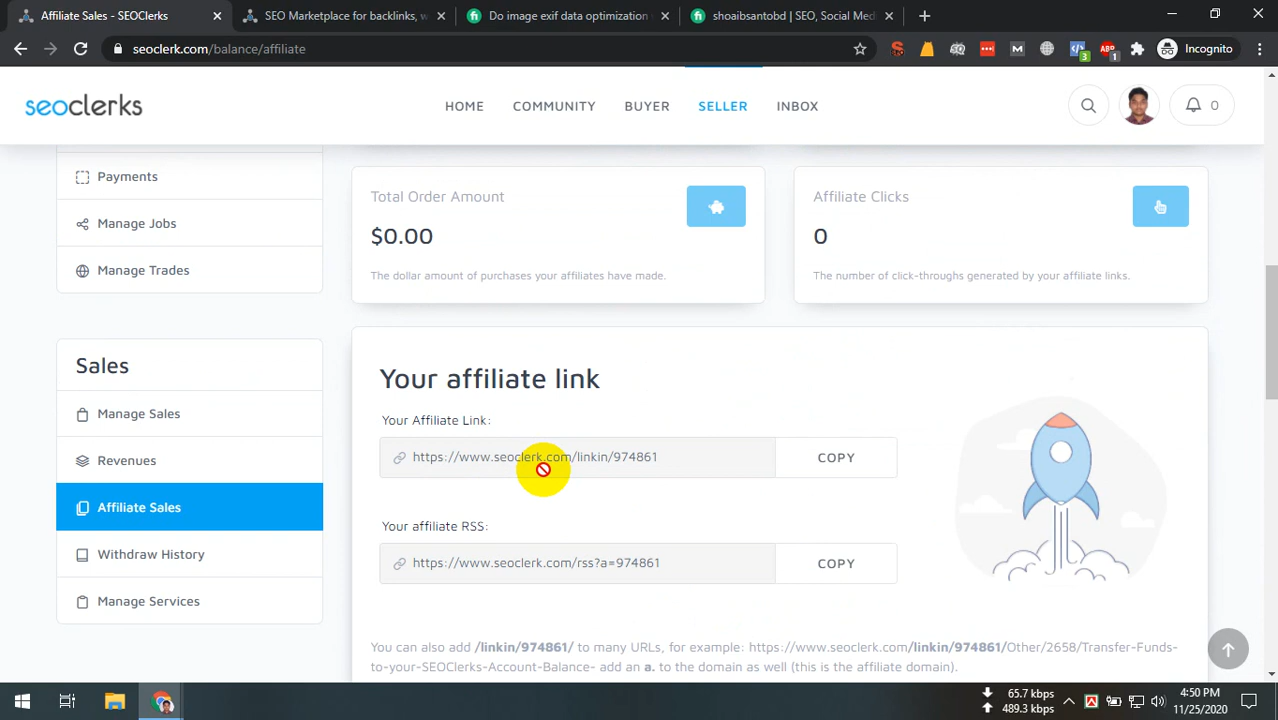 Affiliate Sales - SEOClerks
SEO Marketplace for backlinks, w
Do image exif data optimization
shoaibsantobd | SEO, Social Med
seoclerk.com/balance/affiliate
3
ABP
1
Incognito
seoclerks
HOME
COMMUNITY
BUYER
SELLER
INBOX
0
Payments
Manage Jobs
Manage Trades
Total Order Amount
$0.00
The dollar amount of purchases your affiliates have made.
Affiliate Clicks
0
The number of click-throughs generated by your affiliate links.
Sales
Manage Sales
Revenues
Affiliate Sales
Withdraw History
Manage Services
Your affiliate link
Your Affiliate Link:
https://www.seoclerk.com/linkin/974861
COPY
Your affiliate RSS:
https://www.seoclerk.com/rss?a=974861
COPY
You can also add /linkin/974861/ to many URLs, for example: https://www.seoclerk.com/linkin/974861/Other/2658/Transfer-Funds-
to-your-SEOClerks-Account-Balance- add an a. to the domain as well (this is the affiliate domain).
65.7 kbps
489.3 kbps
4:50 PM
11/25/2020